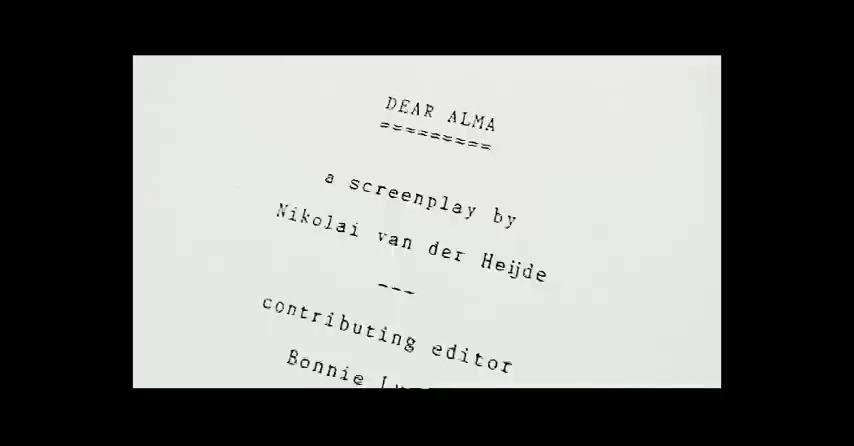 DEAR ALMA
=========
a screenplay by
Nikolai van der Heijde
---
contributing editor
Bonnie